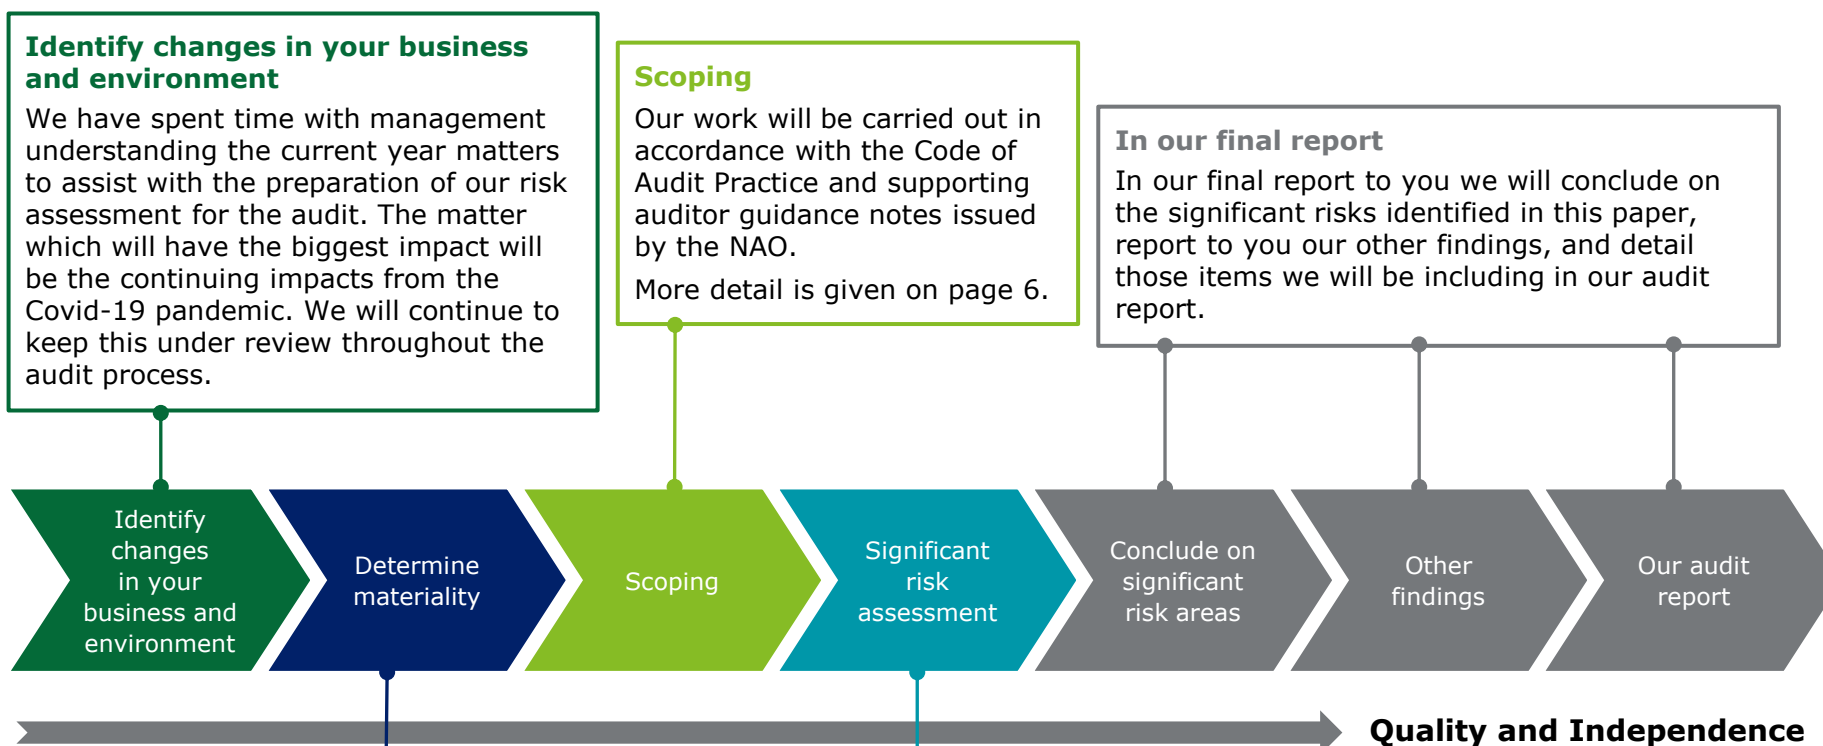 Identify changes in your business
and environment
We have spent time with management
understanding the current year matters
to assist with the preparation of our risk
assessment for the audit. The matter
which will have the biggest impact will
be the continuing impacts from the
Covid-19 pandemic. We will continue to
keep this under review throughout the
audit process.
Scoping
Our work will be carried out in
accordance with the Code of
Audit Practice and supporting
auditor guidance notes issued
by the NAO.
More detail is given on page 6.
In our final report
In our final report to you we will conclude on
the significant risks identified in this paper,
report to you our other findings, and detail
those items we will be including in our audit
report.
Identify
changes
in your
business and
environment
Determine
materiality
Scoping
Significant
risk
assessment
Conclude on
significant
risk areas
Other
findings
Our audit
report
Quality and Independence